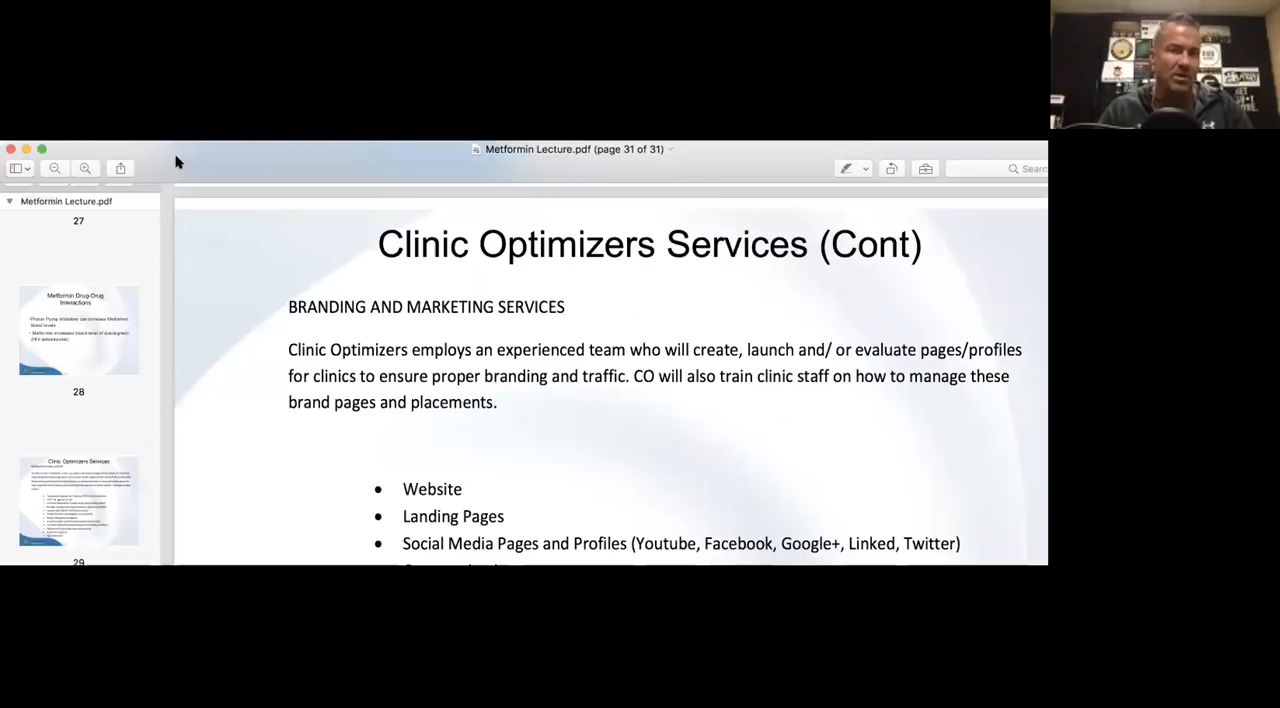 Metformin Lecture.pdf (page 31 of 31)
Searc
Metformin Lecture.pdf
27
Metformin Drug-Drug
Interactions
28
Clinic Optimizers Services
29
Clinic Optimizers Services (Cont)
BRANDING AND MARKETING SERVICES
Clinic Optimizers employs an experienced team who will create, launch and/ or evaluate pages/profiles
for clinics to ensure proper branding and traffic. CO will also train clinic staff on how to manage these
brand pages and placements.
• Website
• Landing Pages
• Social Media Pages and Profiles (Youtube, Facebook, Google+, Linked, Twitter)